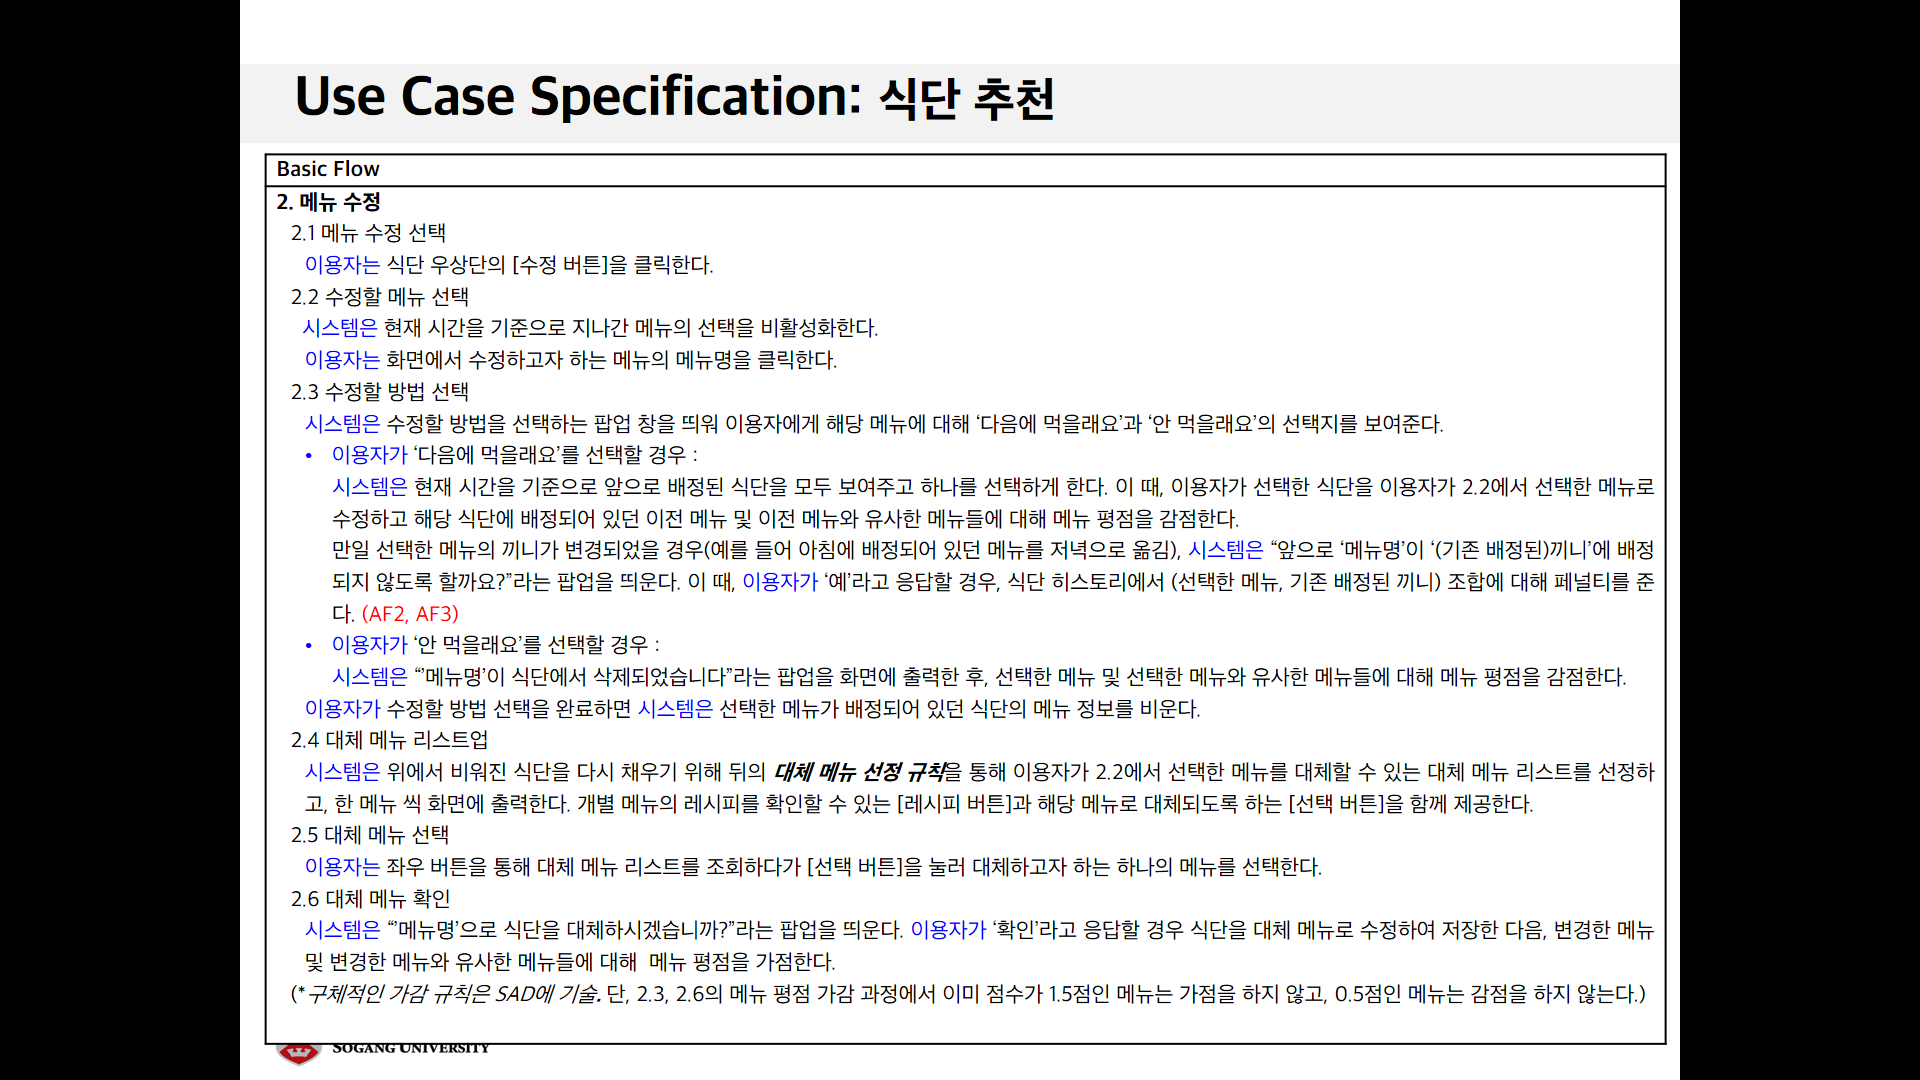 Use Case Specification: 식단 추천
Basic Flow
2. 메뉴 수정
2.1 메뉴 수정 선택
이용자는 식단 우상단의 [수정 버튼]을 클릭한다.
2.2 수정할 메뉴 선택
시스템은 현재 시간을 기준으로 지나간 메뉴의 선택을 비활성화한다.
이용자는 화면에서 수정하고자 하는 메뉴의 메뉴명을 클릭한다.
2.3 수정할 방법 선택
시스템은 수정할 방법을 선택하는 팝업 창을 띄워 이용자에게 해당 메뉴에 대해 ‘다음에 먹을래요’과 ‘안 먹을래요’의 선택지를 보여준다.
• 이용자가 ‘다음에 먹을래요’를 선택할 경우 :
시스템은 현재 시간을 기준으로 앞으로 배정된 식단을 모두 보여주고 하나를 선택하게 한다. 이 때, 이용자가 선택한 식단을 이용자가 2.2에서 선택한 메뉴로
수정하고 해당 식단에 배정되어 있던 이전 메뉴 및 이전 메뉴와 유사한 메뉴들에 대해 메뉴 평점을 감점한다.
만일 선택한 메뉴의 끼니가 변경되었을 경우(예를 들어 아침에 배정되어 있던 메뉴를 저녁으로 옮김), 시스템은 “앞으로 ‘메뉴명’이 ‘(기존 배정된)끼니’에 배정
되지 않도록 할까요?”라는 팝업을 띄운다. 이 때, 이용자가 ‘예’라고 응답할 경우, 식단 히스토리에서 (선택한 메뉴, 기존 배정된 끼니) 조합에 대해 페널티를 준
다. (AF2, AF3)
• 이용자가 ‘안 먹을래요’를 선택할 경우 :
시스템은 “’메뉴명’이 식단에서 삭제되었습니다”라는 팝업을 화면에 출력한 후, 선택한 메뉴 및 선택한 메뉴와 유사한 메뉴들에 대해 메뉴 평점을 감점한다.
이용자가 수정할 방법 선택을 완료하면 시스템은 선택한 메뉴가 배정되어 있던 식단의 메뉴 정보를 비운다.
2.4 대체 메뉴 리스트업
시스템은 위에서 비워진 식단을 다시 채우기 위해 뒤의 대체 메뉴 선정 규칙을 통해 이용자가 2.2에서 선택한 메뉴를 대체할 수 있는 대체 메뉴 리스트를 선정하
고, 한 메뉴 씩 화면에 출력한다. 개별 메뉴의 레시피를 확인할 수 있는 [레시피 버튼]과 해당 메뉴로 대체되도록 하는 [선택 버튼]을 함께 제공한다.
2.5 대체 메뉴 선택
이용자는 좌우 버튼을 통해 대체 메뉴 리스트를 조회하다가 [선택 버튼]을 눌러 대체하고자 하는 하나의 메뉴를 선택한다.
2.6 대체 메뉴 확인
시스템은 “’메뉴명’으로 식단을 대체하시겠습니까?”라는 팝업을 띄운다. 이용자가 ‘확인’라고 응답할 경우 식단을 대체 메뉴로 수정하여 저장한 다음, 변경한 메뉴
및 변경한 메뉴와 유사한 메뉴들에 대해 메뉴 평점을 가점한다.
(*구체적인 가감 규칙은 SAD에 기술. 단, 2.3, 2.6의 메뉴 평점 가감 과정에서 이미 점수가 1.5점인 메뉴는 가점을 하지 않고, 0.5점인 메뉴는 감점을 하지 않는다.)
SOGANG UNIVERSITY